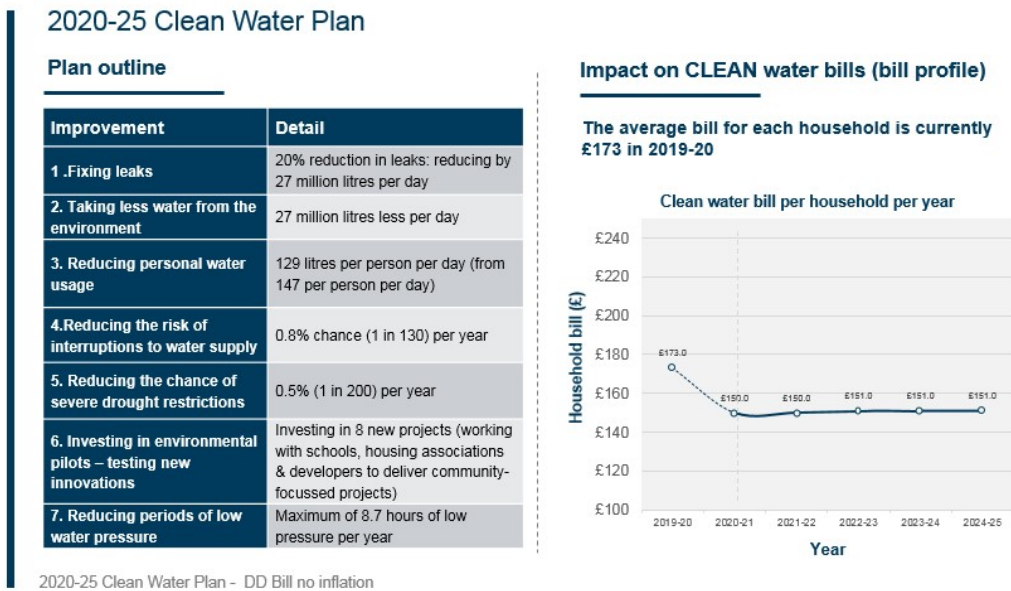 2020-25 Clean Water Plan
Plan outline
Improvement
Detail
1 .Fixing leaks
20% reduction in leaks: reducing by
27 million litres per day
2. Taking less water from the
environment
27 million litres less per day
3. Reducing personal water
usage
129 litres per person per day (from
147 per person per day)
4.Reducing the risk of
interruptions to water supply
0.8% chance (1 in 130) per year
5. Reducing the chance of
severe drought restrictions
0.5% (1 in 200) per year
6. Investing in environmental
pilots – testing new
innovations
Investing in 8 new projects (working
with schools, housing associations
& developers to deliver community-
focussed projects)
7. Reducing periods of low
water pressure
Maximum of 8.7 hours of low
pressure per year
2020-25 Clean Water Plan - DD Bill no inflation
Impact on CLEAN water bills (bill profile)
The average bill for each household is currently
£173 in 2019-20
Clean water bill per household per year
Household bill (£)
£240
£220
£200
£180
£160
£140
£120
£100
£173.0
£150.0
£150.0
£151.0
£151.0
£151.0
2019-20
2020-21
2021-22
2022-23
2023-24
2024-25
Year